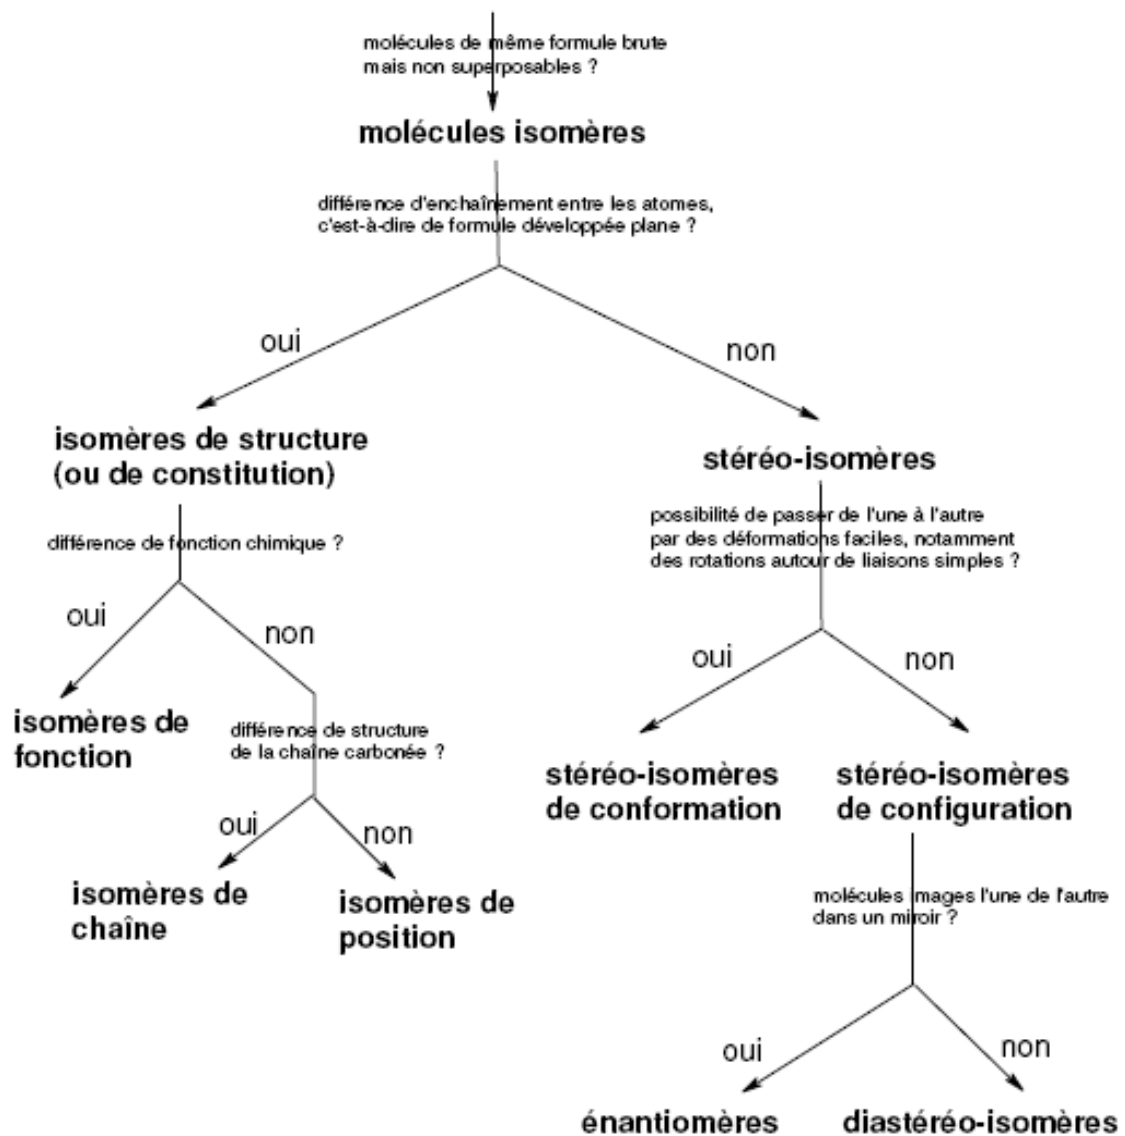 molécules de même formule brute
mais non superposables ?
molécules isomères
différence d'enchaînement entre les atomes,
c'est-à-dire de formule développée plane ?
oui
non
isomères de structure
(ou de constitution)
stéréo-isomères
différence de fonction chimique ?
possibilité de passer de l'une à l'autre
par des déformations faciles, notamment
des rotations autour de liaisons simples ?
oui
non
oui
non
isomères de
fonction
différence de structure
de la chaîne carbonée ?
stéréo-isomères
de conformation
stéréo-isomères
de configuration
oui
non
isomères de
chaîne
isomères de
position
molécules images l'une de l'autre
dans un miroir ?
oui
non
énantiomères
diastéréo-isomères